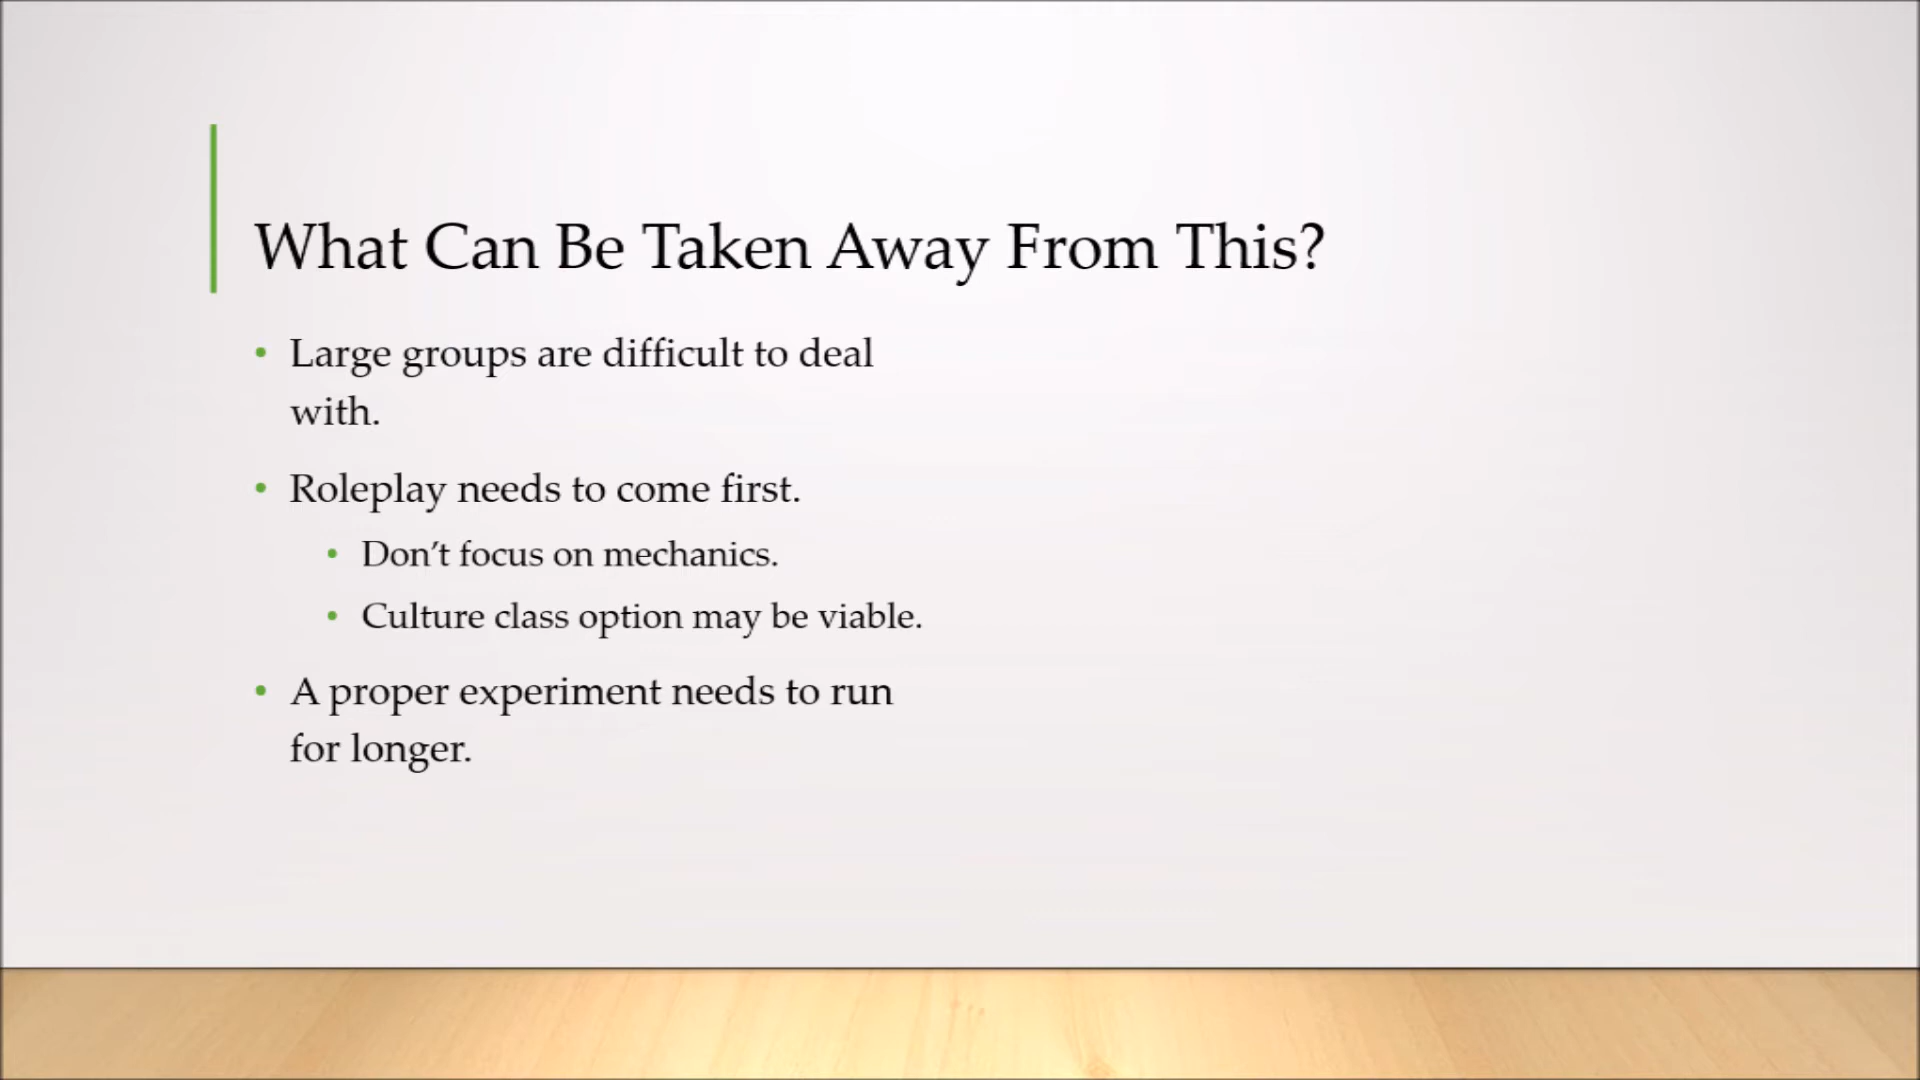 What Can Be Taken Away From This?
• Large groups are difficult to deal
with.
• Roleplay needs to come first.
• Don’t focus on mechanics.
• Culture class option may be viable.
• A proper experiment needs to run
for longer.